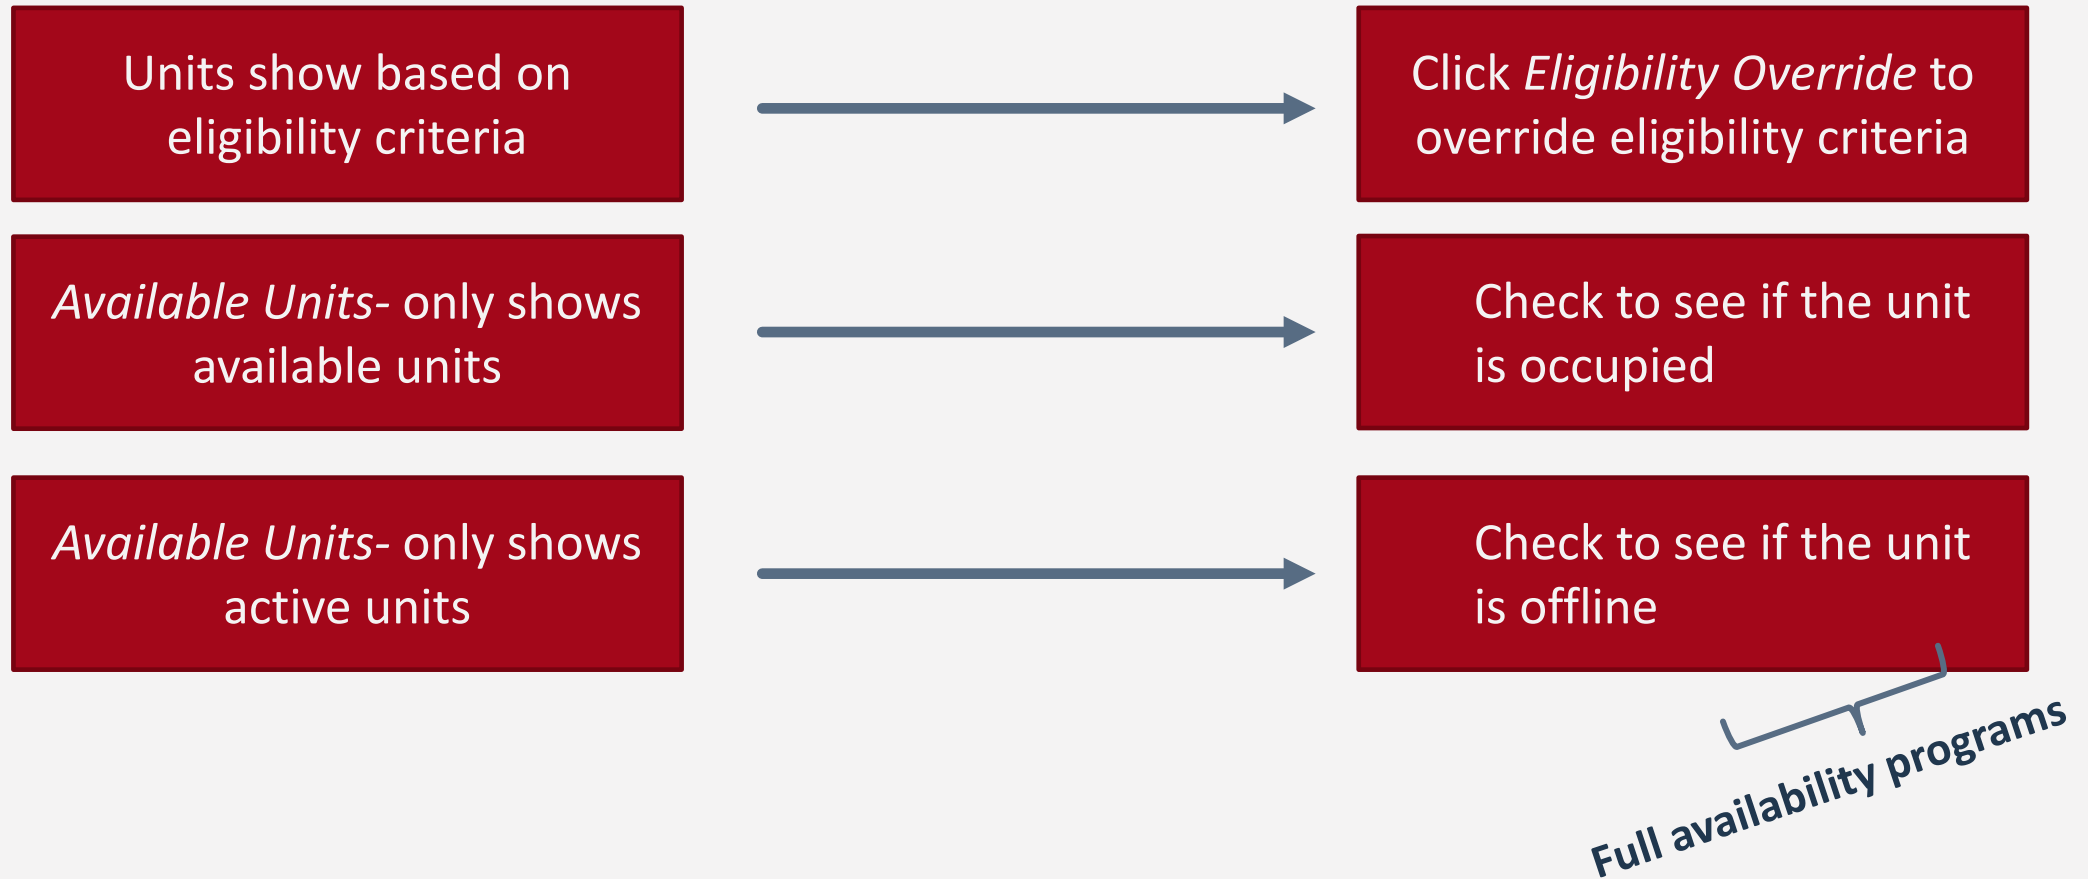 Units show based on
eligibility criteria
Click Eligibility Override to
override eligibility criteria
Available Units- only shows
available units
Check to see if the unit
is occupied
Available Units- only shows
active units
Check to see if the unit
is offline
Full availability programs